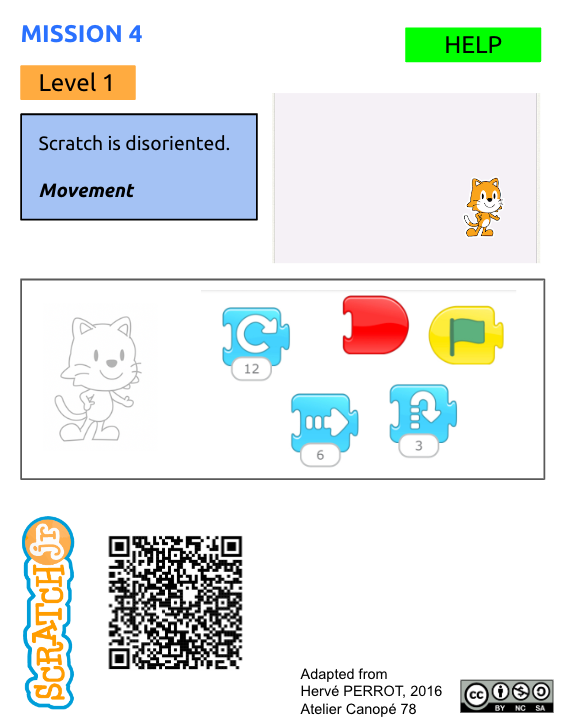 MISSION 4
HELP
Level 1
Scratch is disoriented.
Movement
12
6
3
SCRATCHJr
Adapted from
Hervé PERROT, 2016
Atelier Canopé 78
cc
BY NC SA